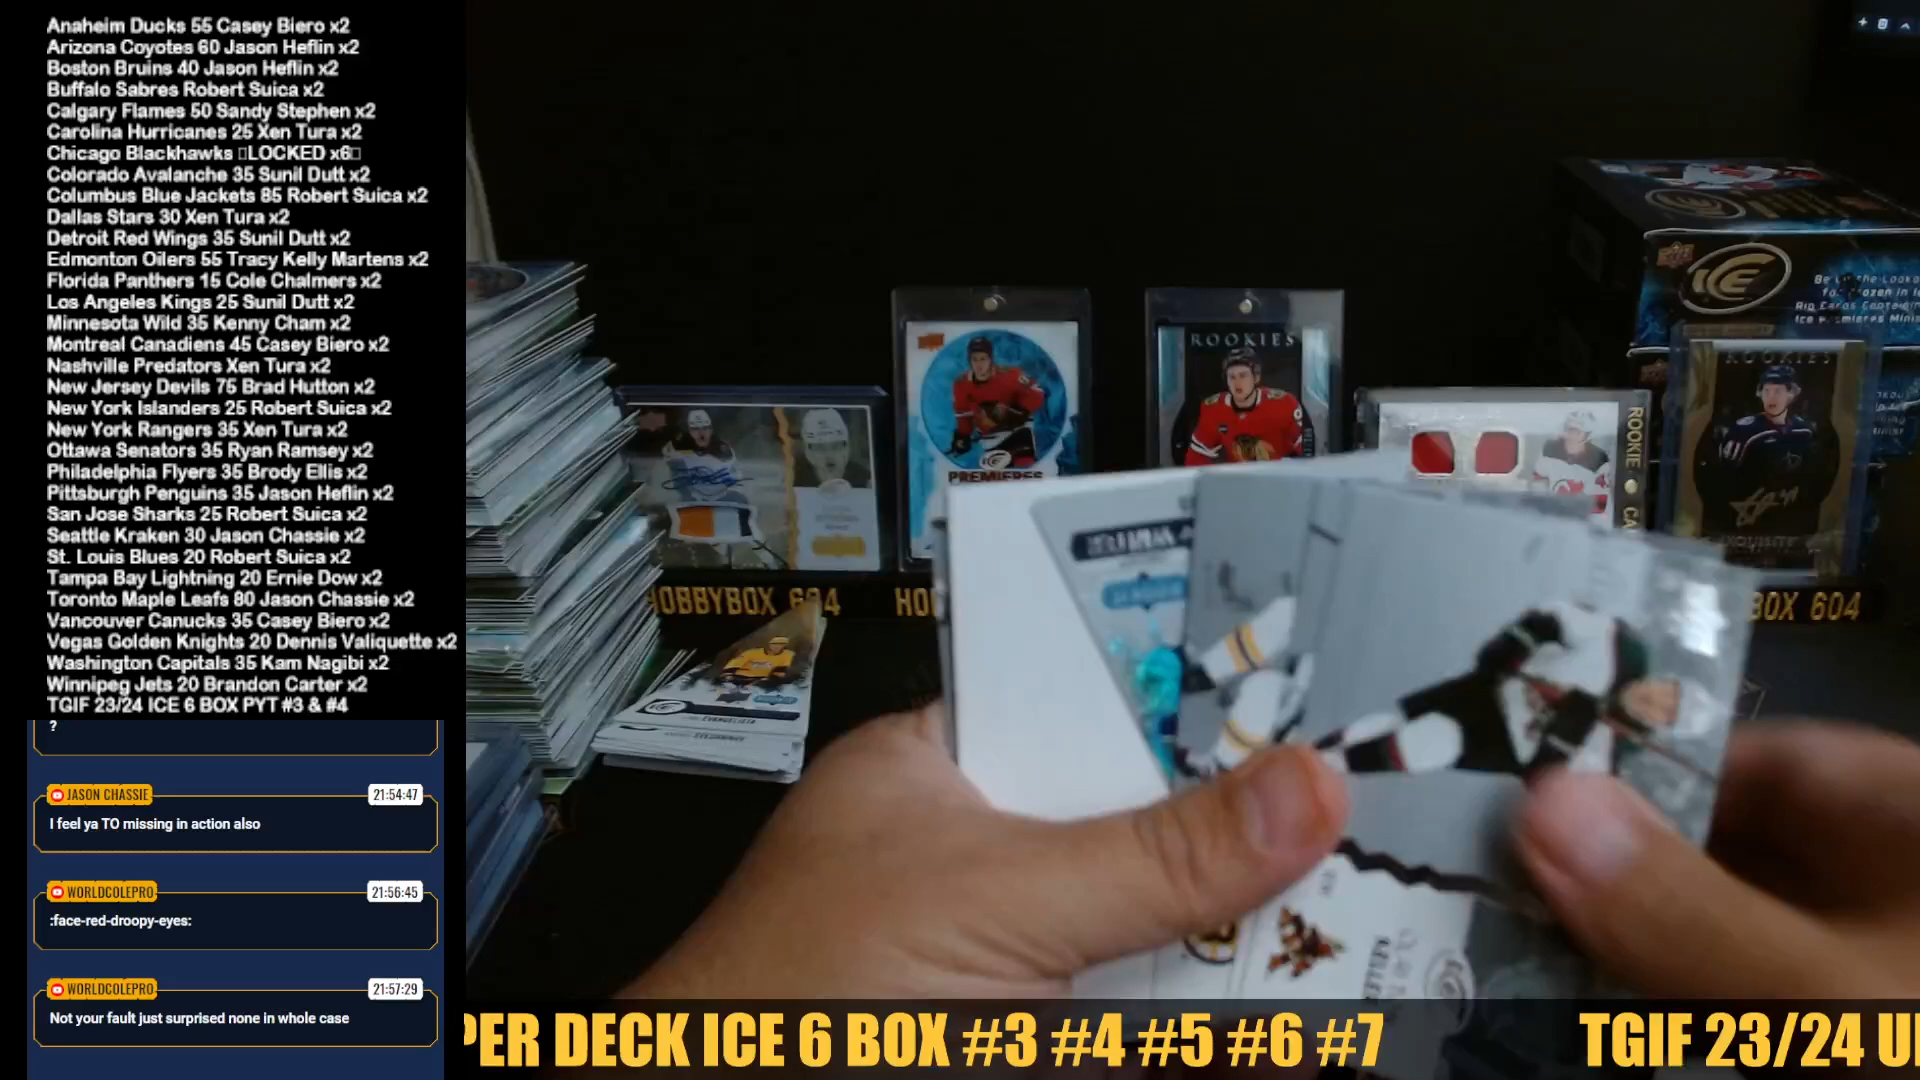 Anaheim Ducks 55 Casey Biero x2
Arizona Coyotes 60 Jason Heflin x2
Boston Bruins 40 Jason Heflin x2
Buffalo Sabres Robert Suica x2
Calgary Flames 50 Sandy Stephen x2
Carolina Hurricanes 25 Xen Tura x2
Chicago Blackhawks ▯LOCKED x6▯
Colorado Avalanche 35 Sunil Dutt x2
Columbus Blue Jackets 85 Robert Suica x2
Dallas Stars 30 Xen Tura x2
Detroit Red Wings 35 Sunil Dutt x2
Edmonton Oilers 55 Tracy Kelly Martens x2
Florida Panthers 15 Cole Chalmers x2
Los Angeles Kings 25 Sunil Dutt x2
Minnesota Wild 35 Kenny Cham x2
Montreal Canadiens 45 Casey Biero x2
Nashville Predators Xen Tura x2
New Jersey Devils 75 Brad Hutton x2
New York Islanders 25 Robert Suica x2
New York Rangers 35 Xen Tura x2
Ottawa Senators 35 Ryan Ramsey x2
Philadelphia Flyers 35 Brody Ellis x2
Pittsburgh Penguins 35 Jason Heflin x2
San Jose Sharks 25 Robert Suica x2
Seattle Kraken 30 Jason Chassie x2
St. Louis Blues 20 Robert Suica x2
Tampa Bay Lightning 20 Ernie Dow x2
Toronto Maple Leafs 80 Jason Chassie x2
Vancouver Canucks 35 Casey Biero x2
Vegas Golden Knights 20 Dennis Valiquette x2
Washington Capitals 35 Kam Nagibi x2
Winnipeg Jets 20 Brandon Carter x2
TGIF 23/24 ICE 6 BOX PYT #3 & #4
?
JASON CHASSIE 21:54:47
I feel ya TO missing in action also
WORLDCOLEPRO 21:56:45
:face-red-droopy-eyes:
WORLDCOLEPRO 21:57:29
Not your fault just surprised none in whole case
ICE
ROOKIES
PREMIERES
ROOKIE
ROOKIES
EXQUISITE
HOBBYBOX 604
HO
BOX 604
EVANGELISTA
PER DECK ICE 6 BOX #3 #4 #5 #6 #7
TGIF 23/24 U